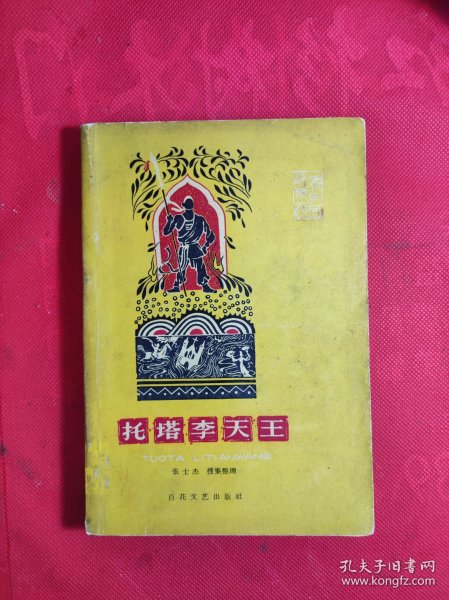 托塔李天王
TUOTA LITIANWANG
张士杰 搜集整理
百花文艺出版社
孔夫子旧书网
www.kongfz.com